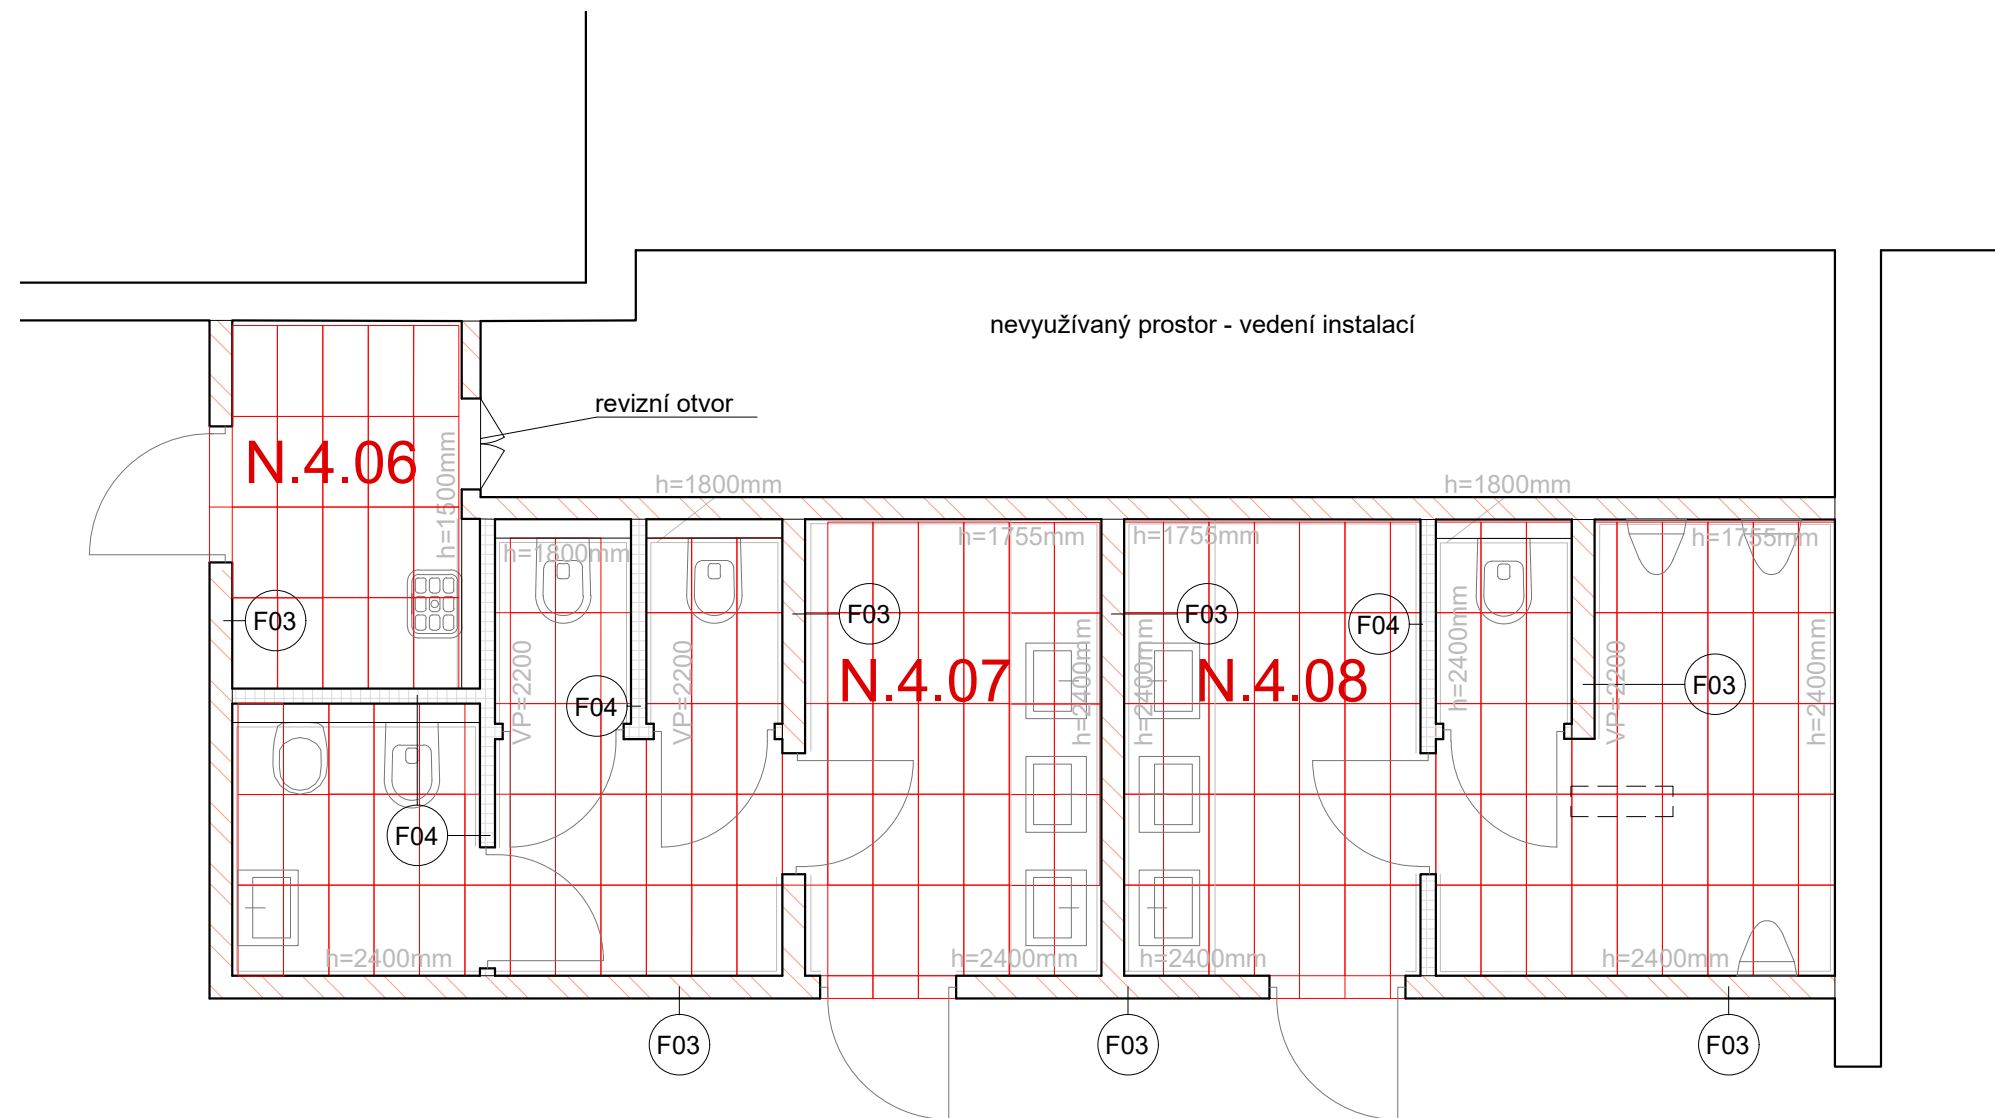 nevyužívaný prostor - vedení instalací
revizní otvor
N.4.06
h=1500mm
h=1800mm
h=1800mm
h=1800mm
h=1755mm
h=1755mm
h=1755mm
F03
F03
F03
F04
F03
F04
N.4.07
N.4.08
VP=2200
VP=2200
h=2400mm
h=2400mm
h=2400mm
VP=2200
h=2400mm
F04
h=2400mm
h=2400mm
h=2400mm
h=2400mm
F03
F03
F03